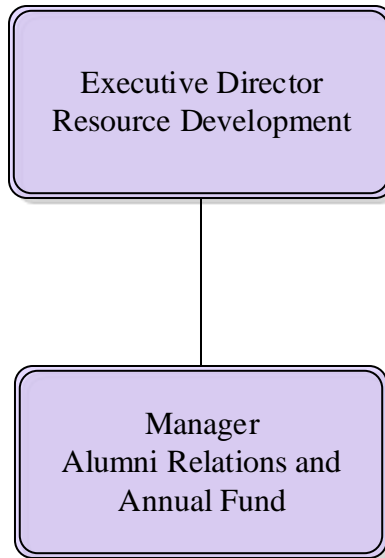 Executive Director
Resource Development
Manager
Alumni Relations and
Annual Fund